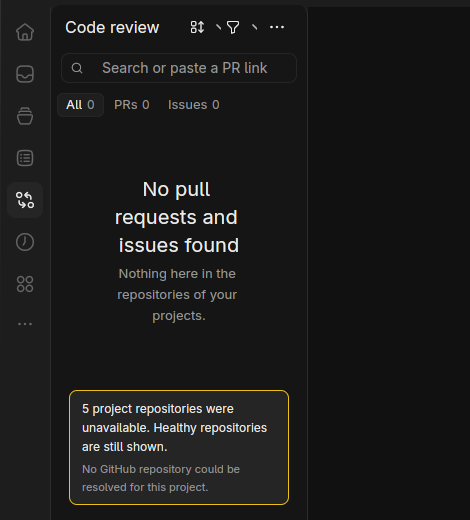 Code review
Search or paste a PR link
All 0
PRs 0
Issues 0
No pull
requests and
issues found
Nothing here in the
repositories of your
projects.
5 project repositories were
unavailable. Healthy repositories
are still shown.
No GitHub repository could be
resolved for this project.